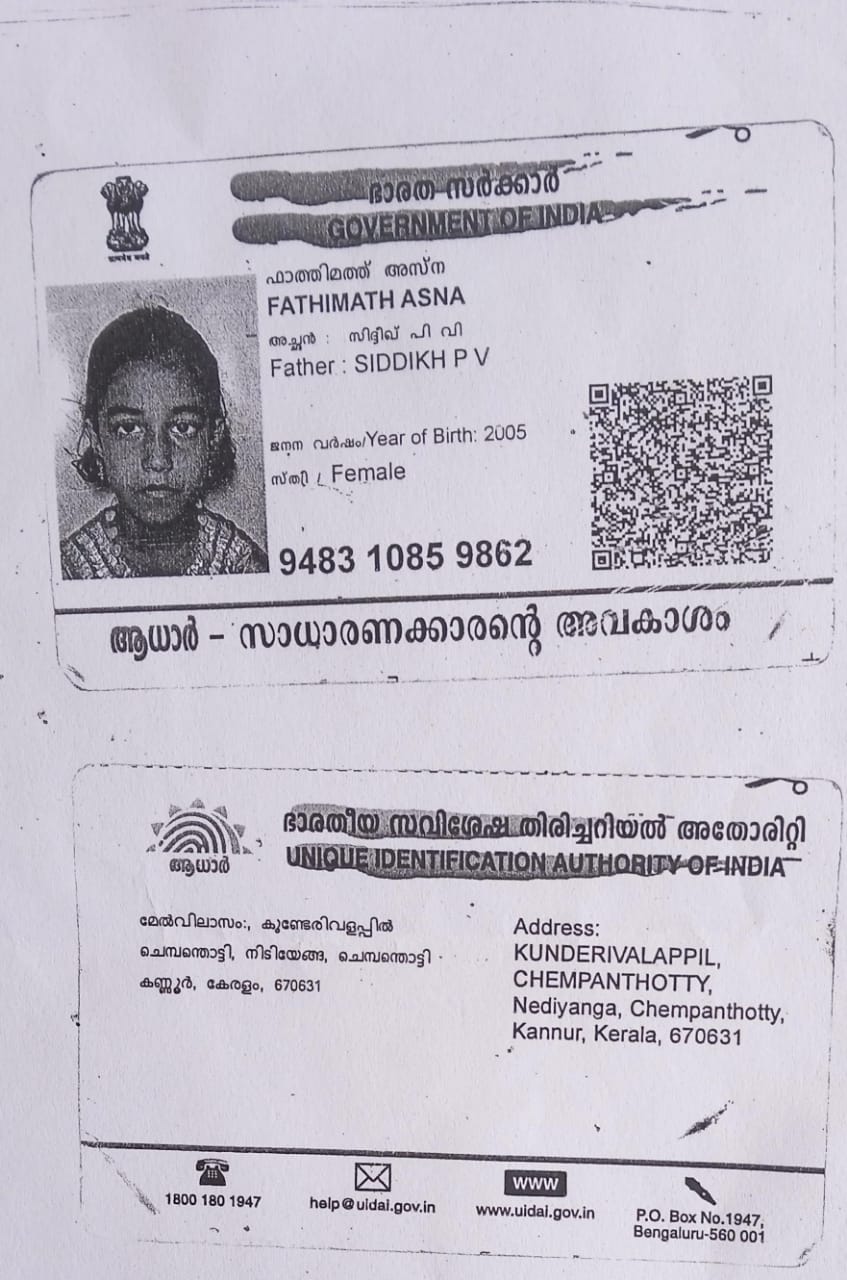 ഭാരത സർക്കാർ
GOVERNMENT OF INDIA
ഫാത്തിമത്ത് അസ്ന
FATHIMATH ASNA
അച്ഛൻ : സിദ്ദിഖ് പി വി
Father : SIDDIKH P V
ജനന വർഷം/Year of Birth: 2005
സ്ത്രീ / Female
9483 1085 9862
ആധാർ – സാധാരണക്കാരന്റെ അവകാശം
ഭാരതീയ സവിശേഷ തിരിച്ചറിയൽ അതോരിറ്റി
ആധാർ
UNIQUE IDENTIFICATION AUTHORITY OF INDIA
മേൽവിലാസം:, കുണ്ടേരിവളപ്പിൽ
ചെമ്പന്തൊട്ടി, നിടിയേങ്ങ, ചെമ്പന്തൊട്ടി
കണ്ണൂർ, കേരളം, 670631
Address:
KUNDERIVALAPPIL,
CHEMPANTHOTTY,
Nediyanga, Chempanthotty,
Kannur, Kerala, 670631
1800 180 1947
help@uidai.gov.in
www
www.uidai.gov.in
P.O. Box No.1947,
Bengaluru-560 001